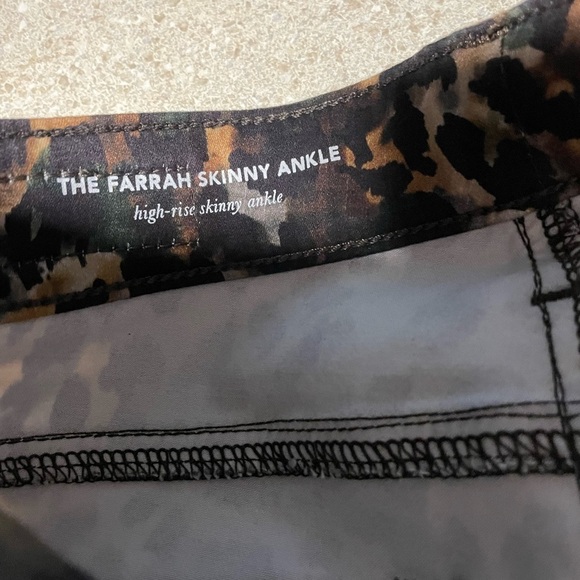 THE FARRAH SKINNY ANKLE
high-rise skinny ankle